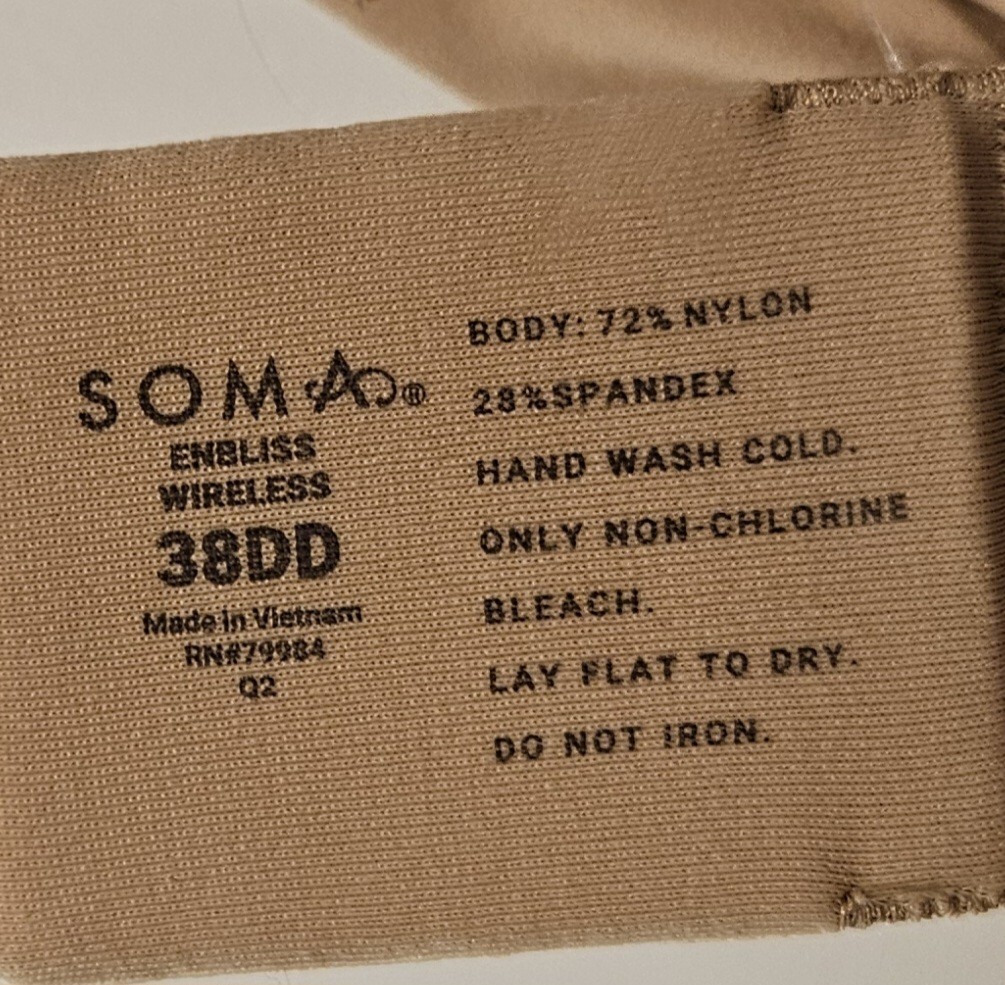 SOMA®
ENBLISS
WIRELESS
38DD
Made in Vietnam
RN#79984
Q2
BODY: 72% NYLON
28%SPANDEX
HAND WASH COLD.
ONLY NON-CHLORINE
BLEACH.
LAY FLAT TO DRY.
DO NOT IRON.